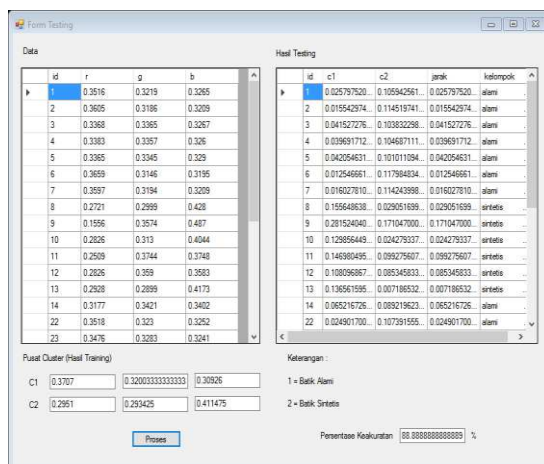 Form Testing
Data
id r g b
1 0.3516 0.3219 0.3265
2 0.3605 0.3186 0.3209
3 0.3368 0.3365 0.3267
4 0.3383 0.3357 0.326
5 0.3365 0.3345 0.329
6 0.3659 0.3146 0.3195
7 0.3597 0.3194 0.3209
8 0.2721 0.2999 0.428
9 0.1556 0.3574 0.487
10 0.2826 0.313 0.4044
11 0.2509 0.3744 0.3748
12 0.2826 0.359 0.3583
13 0.2928 0.2899 0.4173
14 0.3177 0.3421 0.3402
22 0.3518 0.323 0.3252
23 0.3476 0.3283 0.3241
Hasil Testing
id c1 c2 jarak kelompok
1 0.025797520... 0.105942561... 0.025797520... alami
2 0.015542974... 0.114519741... 0.015542974... alami
3 0.041527276... 0.103832298... 0.041527276... alami
4 0.039691712... 0.104687111... 0.039691712... alami
5 0.042054631... 0.101011094... 0.042054631... alami
6 0.012546661... 0.117984834... 0.012546661... alami
7 0.016027810... 0.114243998... 0.016027810... alami
8 0.155648638... 0.029051699... 0.029051699... sintetis
9 0.281524040... 0.171047000... 0.171047000... sintetis
10 0.129856449... 0.024279337... 0.024279337... sintetis
11 0.146980495... 0.099275607... 0.099275607... sintetis
12 0.108096867... 0.085345833... 0.085345833... sintetis
13 0.136561595... 0.007186532... 0.007186532... sintetis
14 0.065216726... 0.089219623... 0.065216726... alami
22 0.024901700... 0.107391555... 0.024901700... alami
Pusat Cluster (Hasil Training)
C1 0.3707 0.32003333333333 0.30926
C2 0.2951 0.293425 0.411475
Proses
Keterangan :
1 = Batik Alami
2 = Batik Sintetis
Persentase Keakuratan 88.8888888888889 %